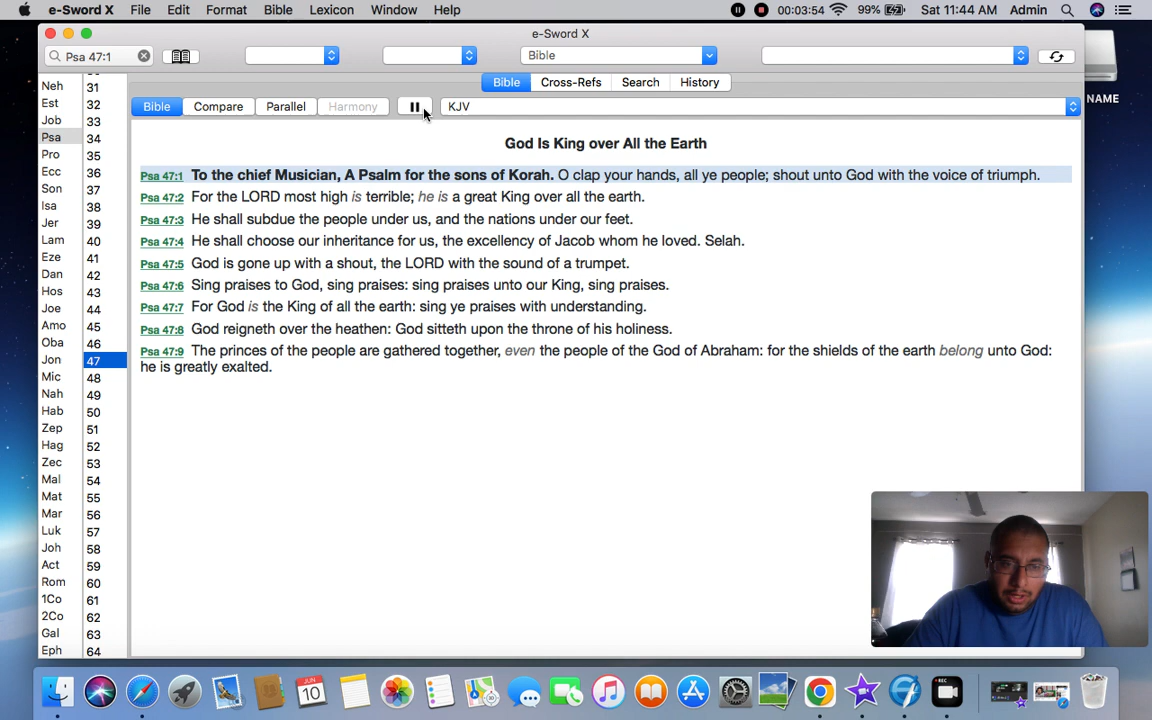 e-Sword X File Edit Format Bible Lexicon Window Help 00:03:54 99% Sat 11:44 AM Admin
e-Sword X
Psa 47:1 Bible
Bible Cross-Refs Search History
Bible Compare Parallel Harmony KJV
God Is King over All the Earth
Psa 47:1 To the chief Musician, A Psalm for the sons of Korah. O clap your hands, all ye people; shout unto God with the voice of triumph.
Psa 47:2 For the LORD most high is terrible; he is a great King over all the earth.
Psa 47:3 He shall subdue the people under us, and the nations under our feet.
Psa 47:4 He shall choose our inheritance for us, the excellency of Jacob whom he loved. Selah.
Psa 47:5 God is gone up with a shout, the LORD with the sound of a trumpet.
Psa 47:6 Sing praises to God, sing praises: sing praises unto our King, sing praises.
Psa 47:7 For God is the King of all the earth: sing ye praises with understanding.
Psa 47:8 God reigneth over the heathen: God sitteth upon the throne of his holiness.
Psa 47:9 The princes of the people are gathered together, even the people of the God of Abraham: for the shields of the earth belong unto God:
he is greatly exalted.
Neh 31
Est 32
Job 33
Psa 34
Pro 35
Ecc 36
Son 37
Isa 38
Jer 39
Lam 40
Eze 41
Dan 42
Hos 43
Joe 44
Amo 45
Oba 46
Jon 47
Mic 48
Nah 49
Hab 50
Zep 51
Hag 52
Zec 53
Mal 54
Mat 55
Mar 56
Luk 57
Joh 58
Act 59
Rom 60
1Co 61
2Co 62
Gal 63
Eph 64
NAME
JUN
10
REC